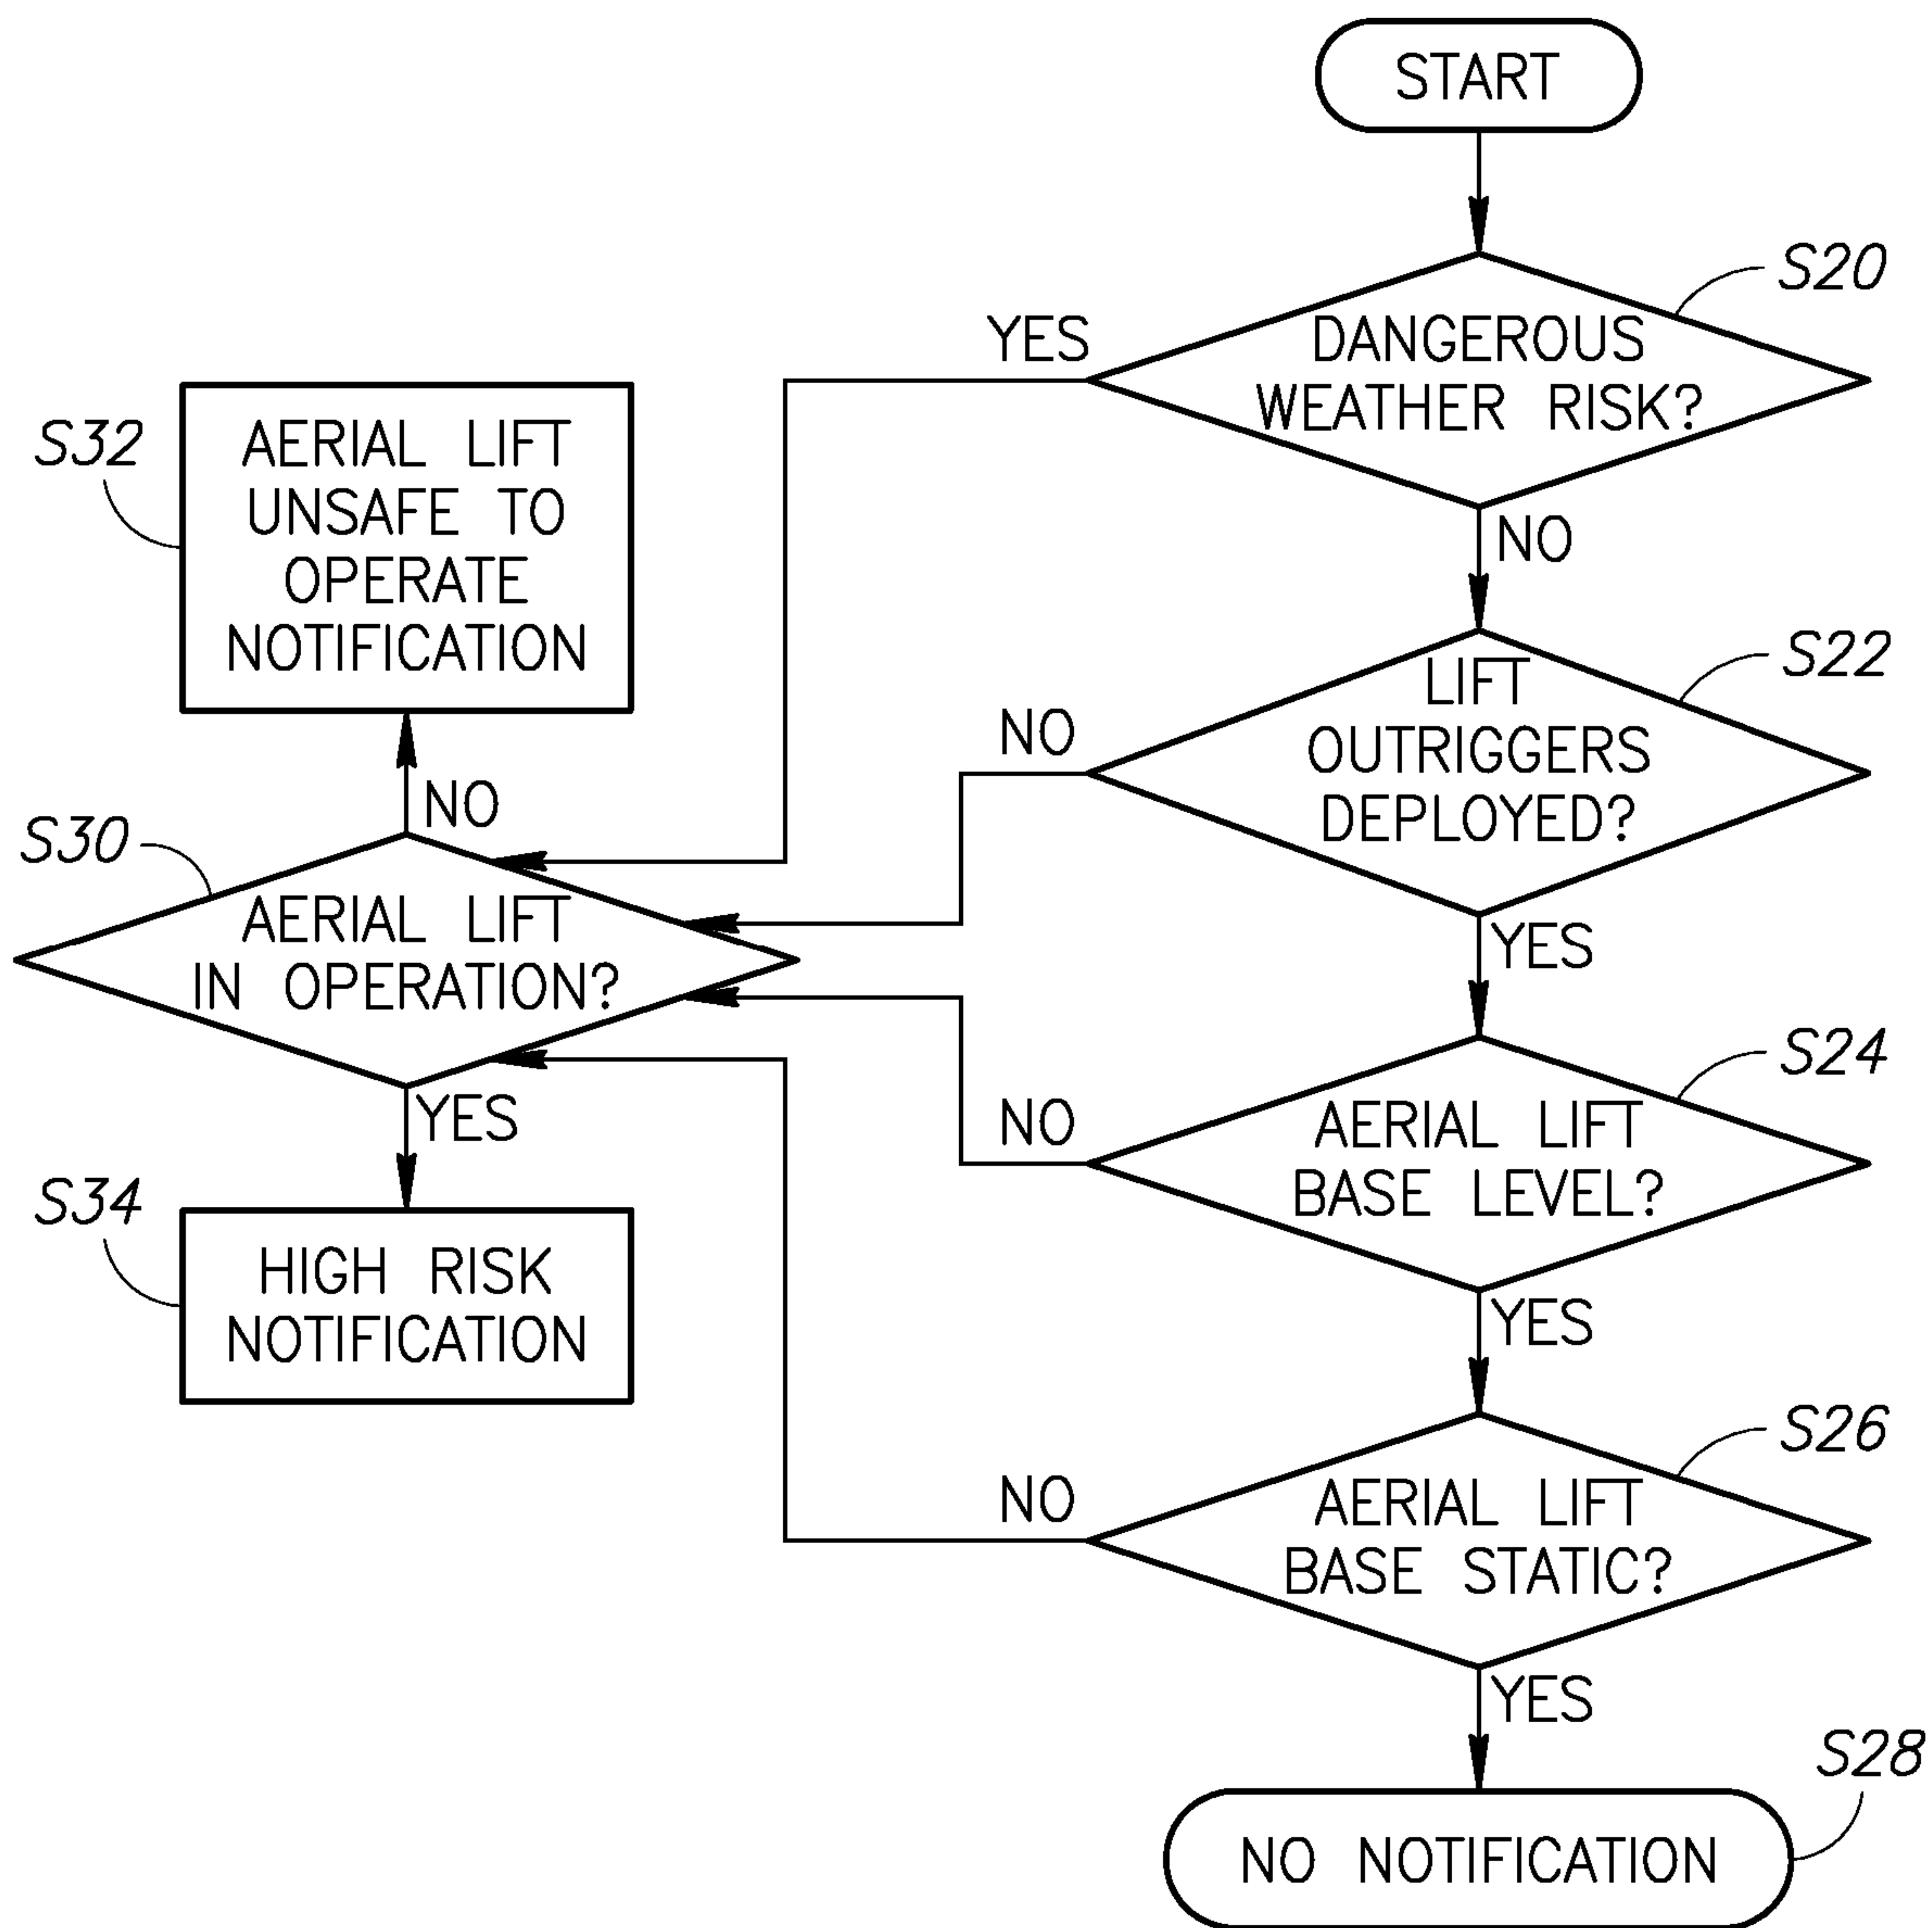 START
S20
DANGEROUS
WEATHER RISK?
YES
NO
S22
LIFT
OUTRIGGERS
DEPLOYED?
NO
YES
S24
AERIAL LIFT
BASE LEVEL?
NO
YES
S26
AERIAL LIFT
BASE STATIC?
NO
YES
S28
NO NOTIFICATION
S32
AERIAL LIFT
UNSAFE TO
OPERATE
NOTIFICATION
NO
S30
AERIAL LIFT
IN OPERATION?
YES
S34
HIGH RISK
NOTIFICATION